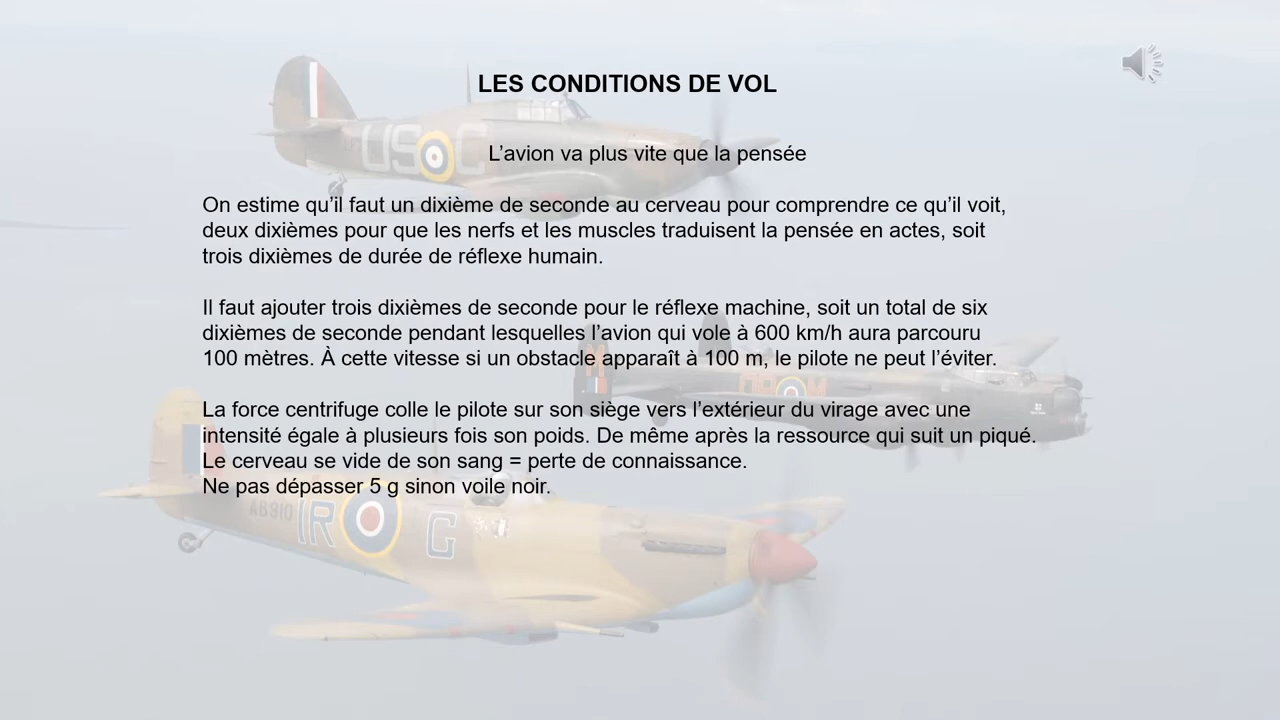 LES CONDITIONS DE VOL
US C
L’avion va plus vite que la pensée
On estime qu’il faut un dixième de seconde au cerveau pour comprendre ce qu’il voit,
deux dixièmes pour que les nerfs et les muscles traduisent la pensée en actes, soit
trois dixièmes de durée de réflexe humain.
Il faut ajouter trois dixièmes de seconde pour le réflexe machine, soit un total de six
dixièmes de seconde pendant lesquelles l’avion qui vole à 600 km/h aura parcouru
100 mètres. À cette vitesse si un obstacle apparaît à 100 m, le pilote ne peut l’éviter.
La force centrifuge colle le pilote sur son siège vers l’extérieur du virage avec une
intensité égale à plusieurs fois son poids. De même après la ressource qui suit un piqué.
Le cerveau se vide de son sang = perte de connaissance.
Ne pas dépasser 5 g sinon voile noir.
AB910 IR G